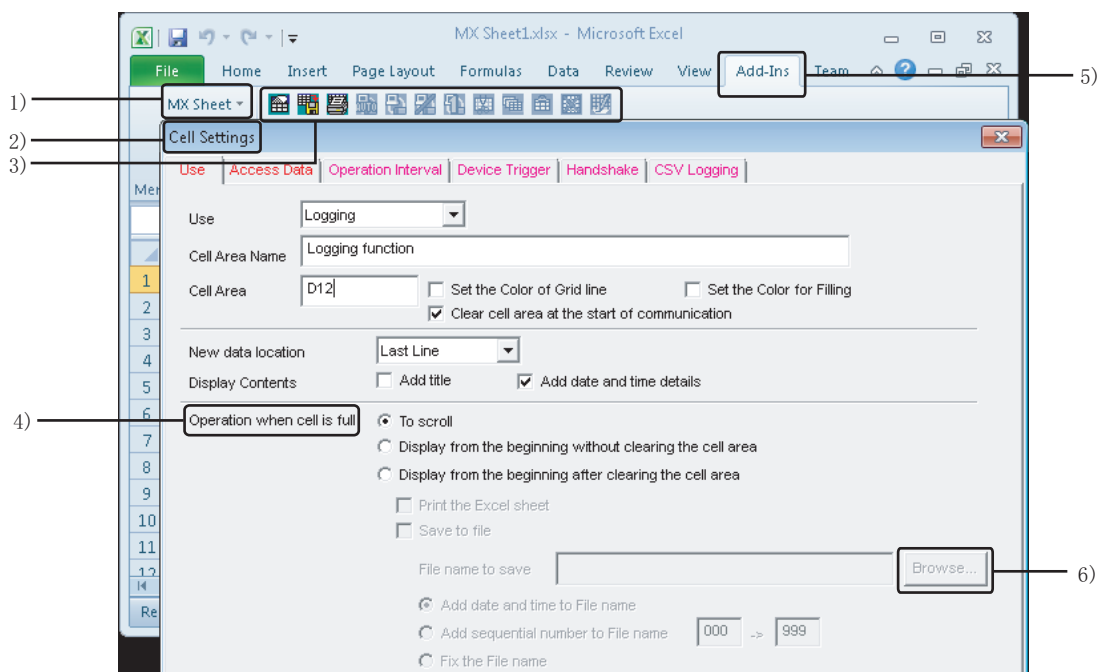 MX Sheet1.xlsx - Microsoft Excel
File Home Insert Page Layout Formulas Data Review View Add-Ins Team
5)
1)
MX Sheet
2)
Cell Settings
3)
Use Access Data Operation Interval Device Trigger Handshake CSV Logging
Mer
Use Logging
Cell Area Name Logging function
Cell Area D12 Set the Color of Grid line Set the Color for Filling
Clear cell area at the start of communication
New data location Last Line
Display Contents Add title Add date and time details
4)
Operation when cell is full To scroll
Display from the beginning without clearing the cell area
Display from the beginning after clearing the cell area
Print the Excel sheet
Save to file
File name to save Browse...
6)
Add date and time to File name
Add sequential number to File name 000 -> 999
Fix the File name
1
2
3
4
5
6
7
8
9
10
11
12
Re